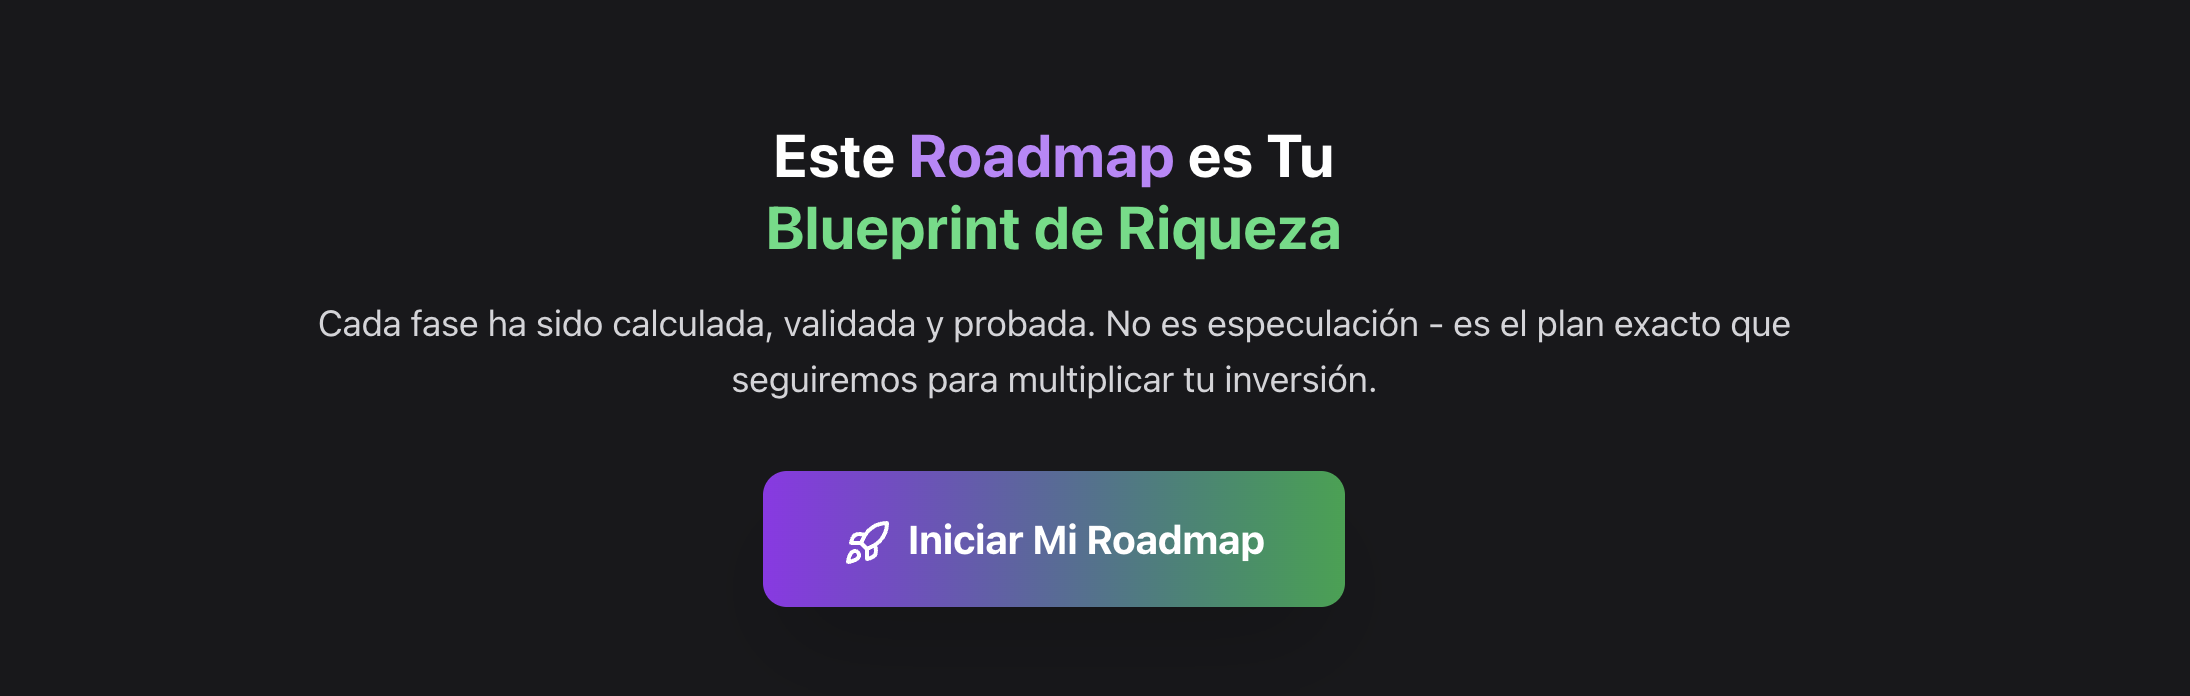 Este Roadmap es Tu
Blueprint de Riqueza
Cada fase ha sido calculada, validada y probada. No es especulación - es el plan exacto que
seguiremos para multiplicar tu inversión.
Iniciar Mi Roadmap